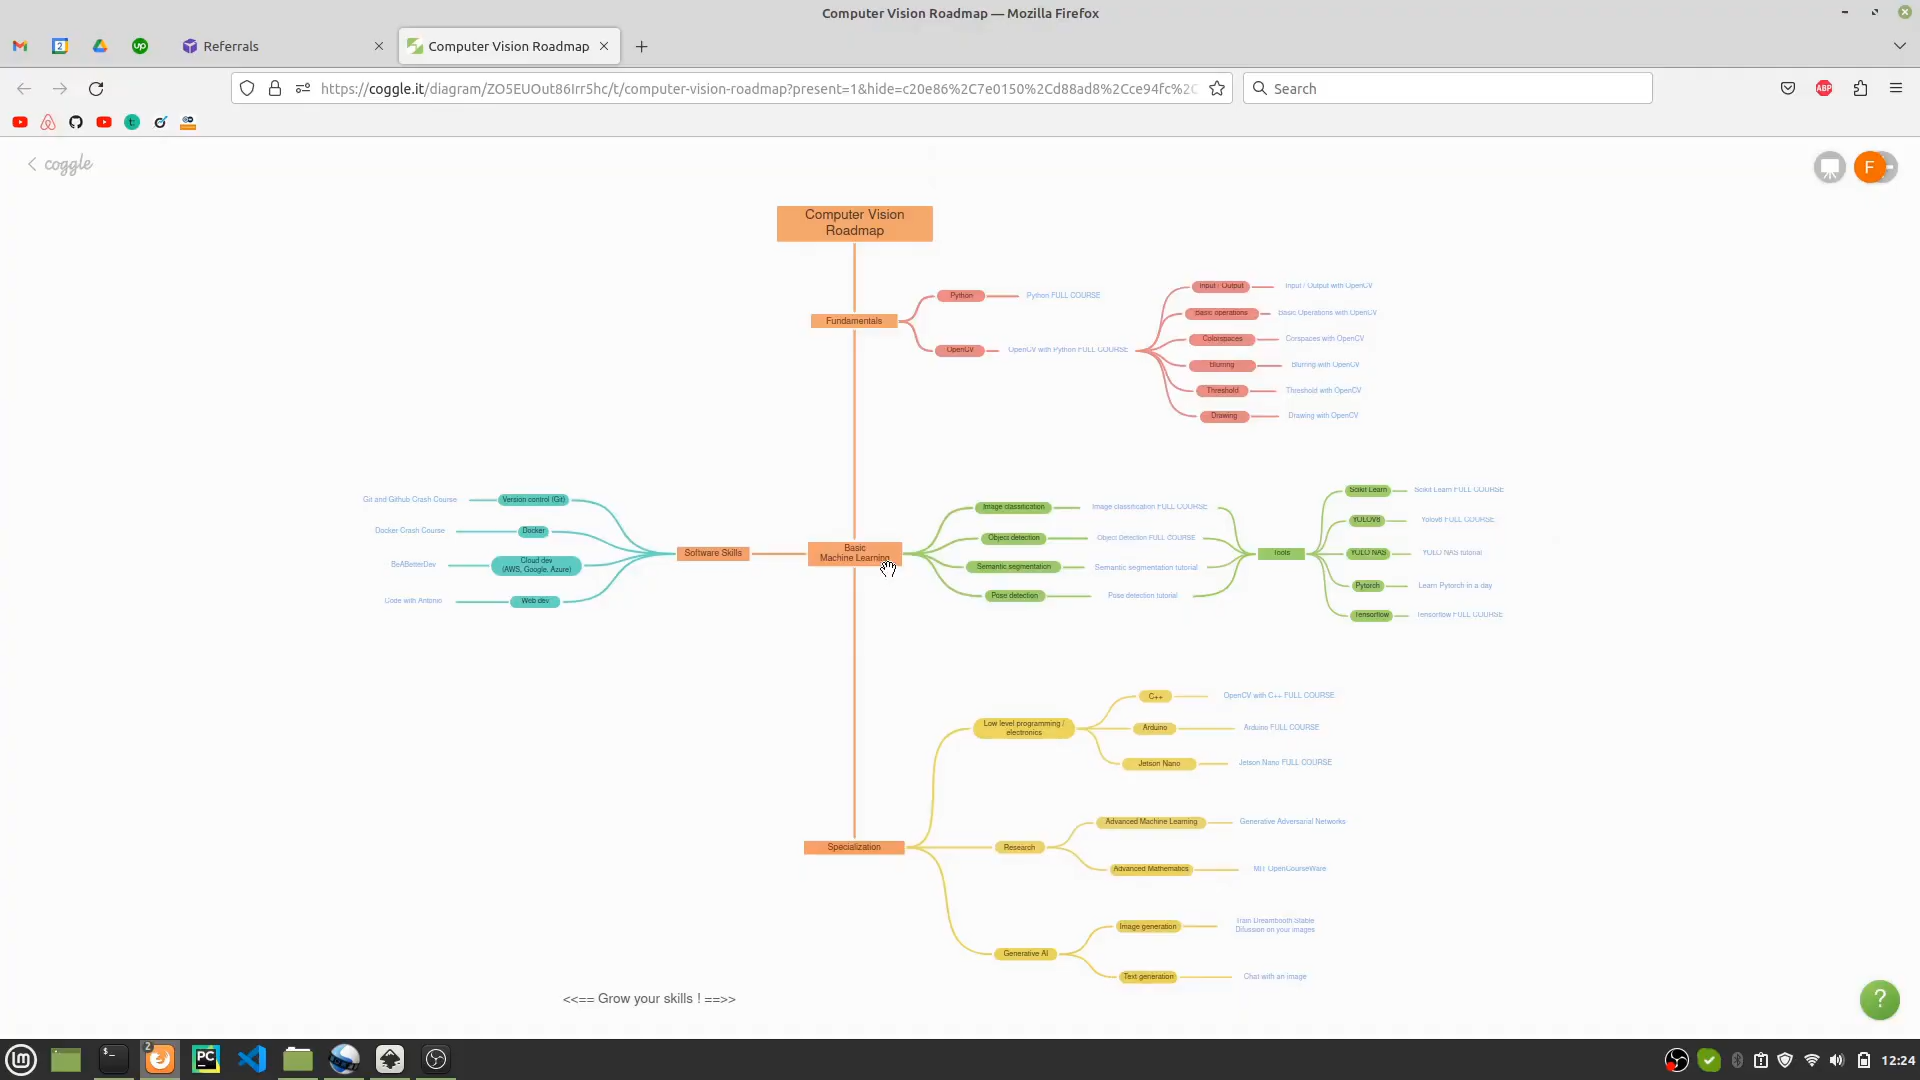 Computer Vision Roadmap — Mozilla Firefox
Referrals
Computer Vision Roadmap
https://coggle.it/diagram/ZO5EUOut86Irr5hc/t/computer-vision-roadmap?present=1&hide=c20e86%2C7e0150%2Cd88ad8%2Cce94fc%2C
Search
ABP
coggle
F
Computer Vision
Roadmap
Fundamentals
Python
Python FULL COURSE
OpenCV
OpenCV with Python FULL COURSE
Input / Output
Input / Output with OpenCV
Basic operations
Basic Operations with OpenCV
Colorspaces
Corspaces with OpenCV
Blurring
Blurring with OpenCV
Threshold
Threshold with OpenCV
Drawing
Drawing with OpenCV
Git and Github Crash Course
Version control (Git)
Docker Crash Course
Docker
BeABetterDev
Cloud dev
(AWS, Google, Azure)
Code with Antonio
Web dev
Software Skills
Basic
Machine Learning
Image classification
Image classification FULL COURSE
Object detection
Object Detection FULL COURSE
Semantic segmentation
Semantic segmentation tutorial
Pose detection
Pose detection tutorial
Tools
Scikit Learn
Scikit Learn FULL COURSE
YOLOV8
Yolov8 FULL COURSE
YOLO NAS
YOLO NAS tutorial
Pytorch
Learn Pytorch in a day
Tensorflow
Tensorflow FULL COURSE
Specialization
Low level programming /
electronics
C++
OpenCV with C++ FULL COURSE
Arduino
Arduino FULL COURSE
Jetson Nano
Jetson Nano FULL COURSE
Research
Advanced Machine Learning
Generative Adversarial Networks
Advanced Mathematics
MIT OpenCourseWare
Generative AI
Image generation
Train Dreambooth Stable
Difussion on your images
Text generation
Chat with an image
<<== Grow your skills ! ==>>
?
12:24